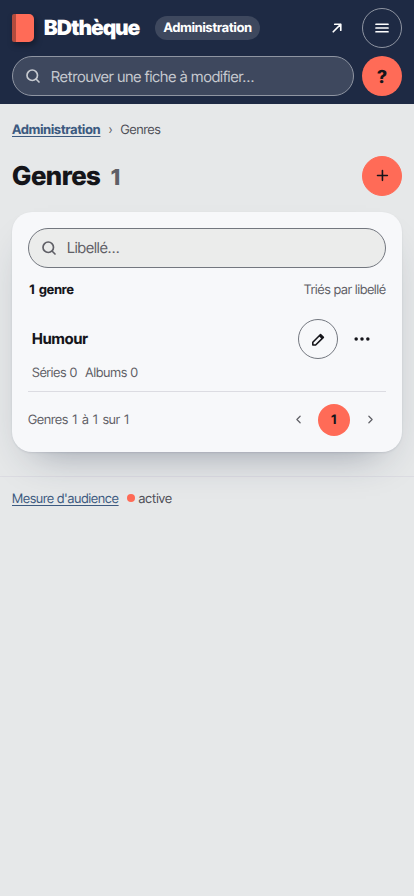 BDthèque Administration
Retrouver une fiche à modifier... ?
Administration › Genres
Genres 1 +
Libellé...
1 genre Triés par libellé
Humour
Séries 0 Albums 0
Genres 1 à 1 sur 1 ‹ 1 ›
Mesure d'audience active